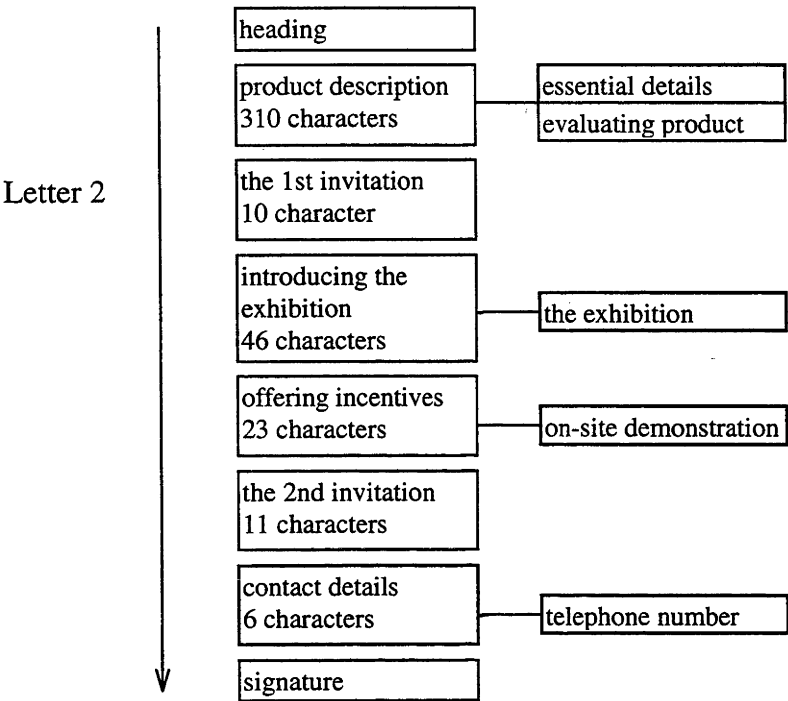 Letter 2
heading
product description
310 characters
essential details
evaluating product
the 1st invitation
10 character
introducing the
exhibition
46 characters
the exhibition
offering incentives
23 characters
on-site demonstration
the 2nd invitation
11 characters
contact details
6 characters
telephone number
signature